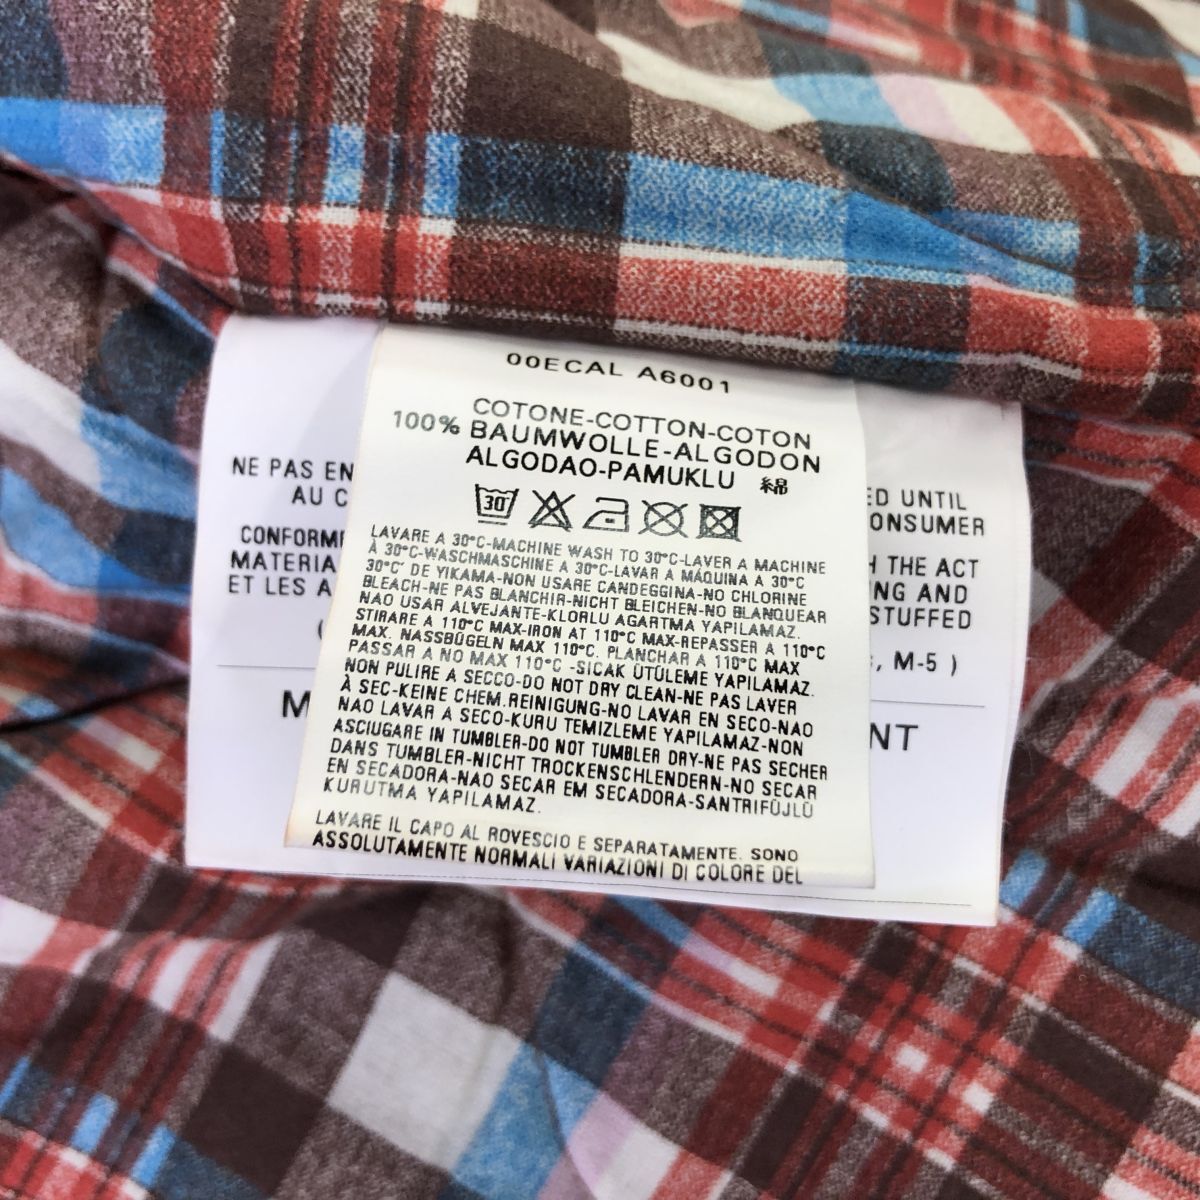 00ECAL A6001
COTONE-COTTON-COTON
100% BAUMWOLLE-ALGODON
ALGODAO-PAMUKLU 綿
30
LAVARE A 30°C-MACHINE WASH TO 30°C-LAVER A MACHINE
À 30°C-WASCHMASCHINE A 30°C-LAVAR A MÁQUINA A 30°C
30°C' DE YIKAMA-NON USARE CANDEGGINA-NO CHLORINE
BLEACH-NE PAS BLANCHIR-NICHT BLEICHEN-NO BLANQUEAR
NAO USAR ALVEJANTE-KLORLU AGARTMA YAPILAMAZ.
STIRARE A 110°C MAX-IRON AT 110°C MAX-REPASSER A 110°C
MAX. NASSBÜGELN MAX 110°C. PLANCHAR A 110°C MAX
PASSAR A NO MAX 110°C -SICAK ÜTÜLEME YAPILAMAZ.
NON PULIRE A SECCO-DO NOT DRY CLEAN-NE PAS LAVER
À SEC-KEINE CHEM.REINIGUNG-NO LAVAR EN SECO-NAO
NAO LAVAR A SECO-KURU TEMIZLEME YAPILAMAZ-NON
ASCIUGARE IN TUMBLER-DO NOT TUMBLER DRY-NE PAS SECHER
DANS TUMBLER-NICHT TROCKENSCHLENDERN-NO SECAR
EN SECADORA-NAO SECAR EM SECADORA-SANTRIFÜJLÜ
KURUTMA YAPILAMAZ.
LAVARE IL CAPO AL ROVESCIO E SEPARATAMENTE. SONO
ASSOLUTAMENTE NORMALI VARIAZIONI DI COLORE DEL
NE PAS EN
AU C
CONFORM
MATERIA
ET LES A
(
M
ED UNTIL
ONSUMER
H THE ACT
NG AND
STUFFED
, M-5 )
NT